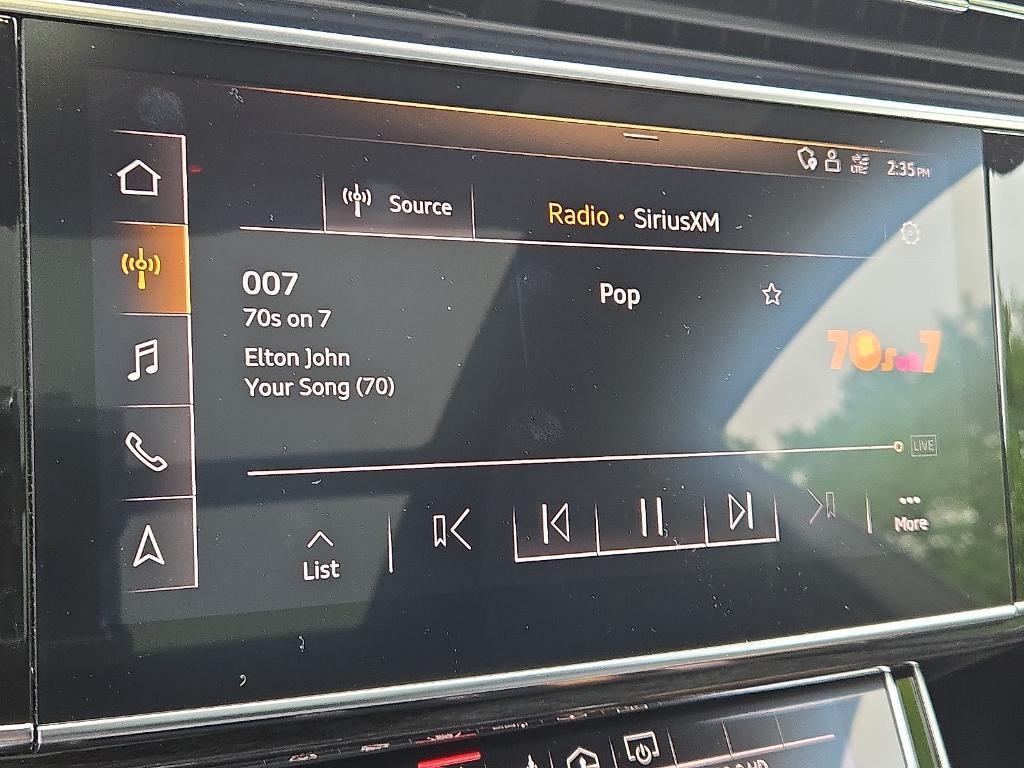 LTE
2:35 PM
Source
Radio • SiriusXM
007
Pop
70s on 7
70s on 7
Elton John
Your Song (70)
LIVE
List
More